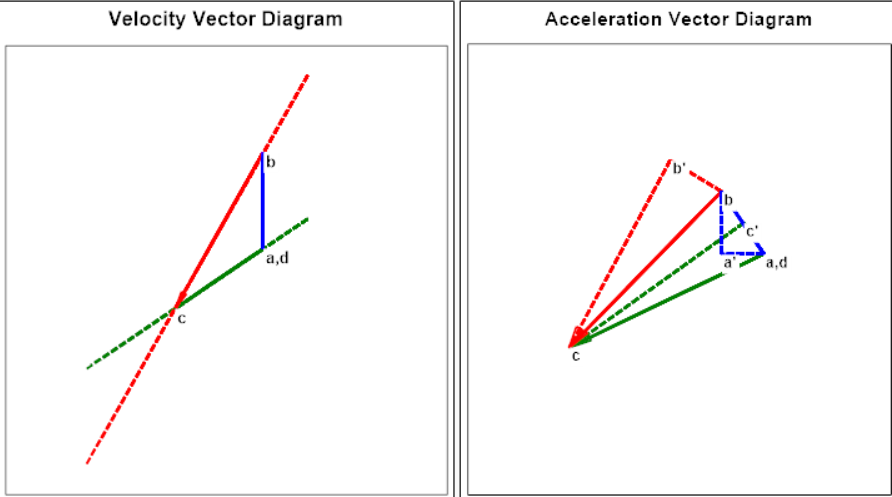 Velocity Vector Diagram
b
a,d
c
Acceleration Vector Diagram
b'
b
c'
a'
a,d
c